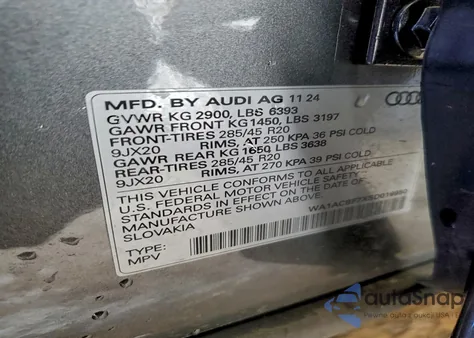 MFD. BY AUDI AG 11 24
GVWR KG 2900, LBS 6393
GAWR FRONT KG1450, LBS 3197
FRONT-TIRES 285/45 R20
9JX20 RIMS, AT 250 KPA 36 PSI COLD
GAWR REAR KG1650 LBS 3638
REAR-TIRES 285/45 R20
9JX20 RIMS, AT 270 KPA 39 PSI COLD
THIS VEHICLE CONFORMS TO ALL APPLICABLE
U.S. FEDERAL MOTOR VEHICLE SAFETY
STANDARDS IN EFFECT ON THE DATE OF
MANUFACTURE SHOWN ABOVE.
SLOVAKIA
TYPE:
MPV
autosnap